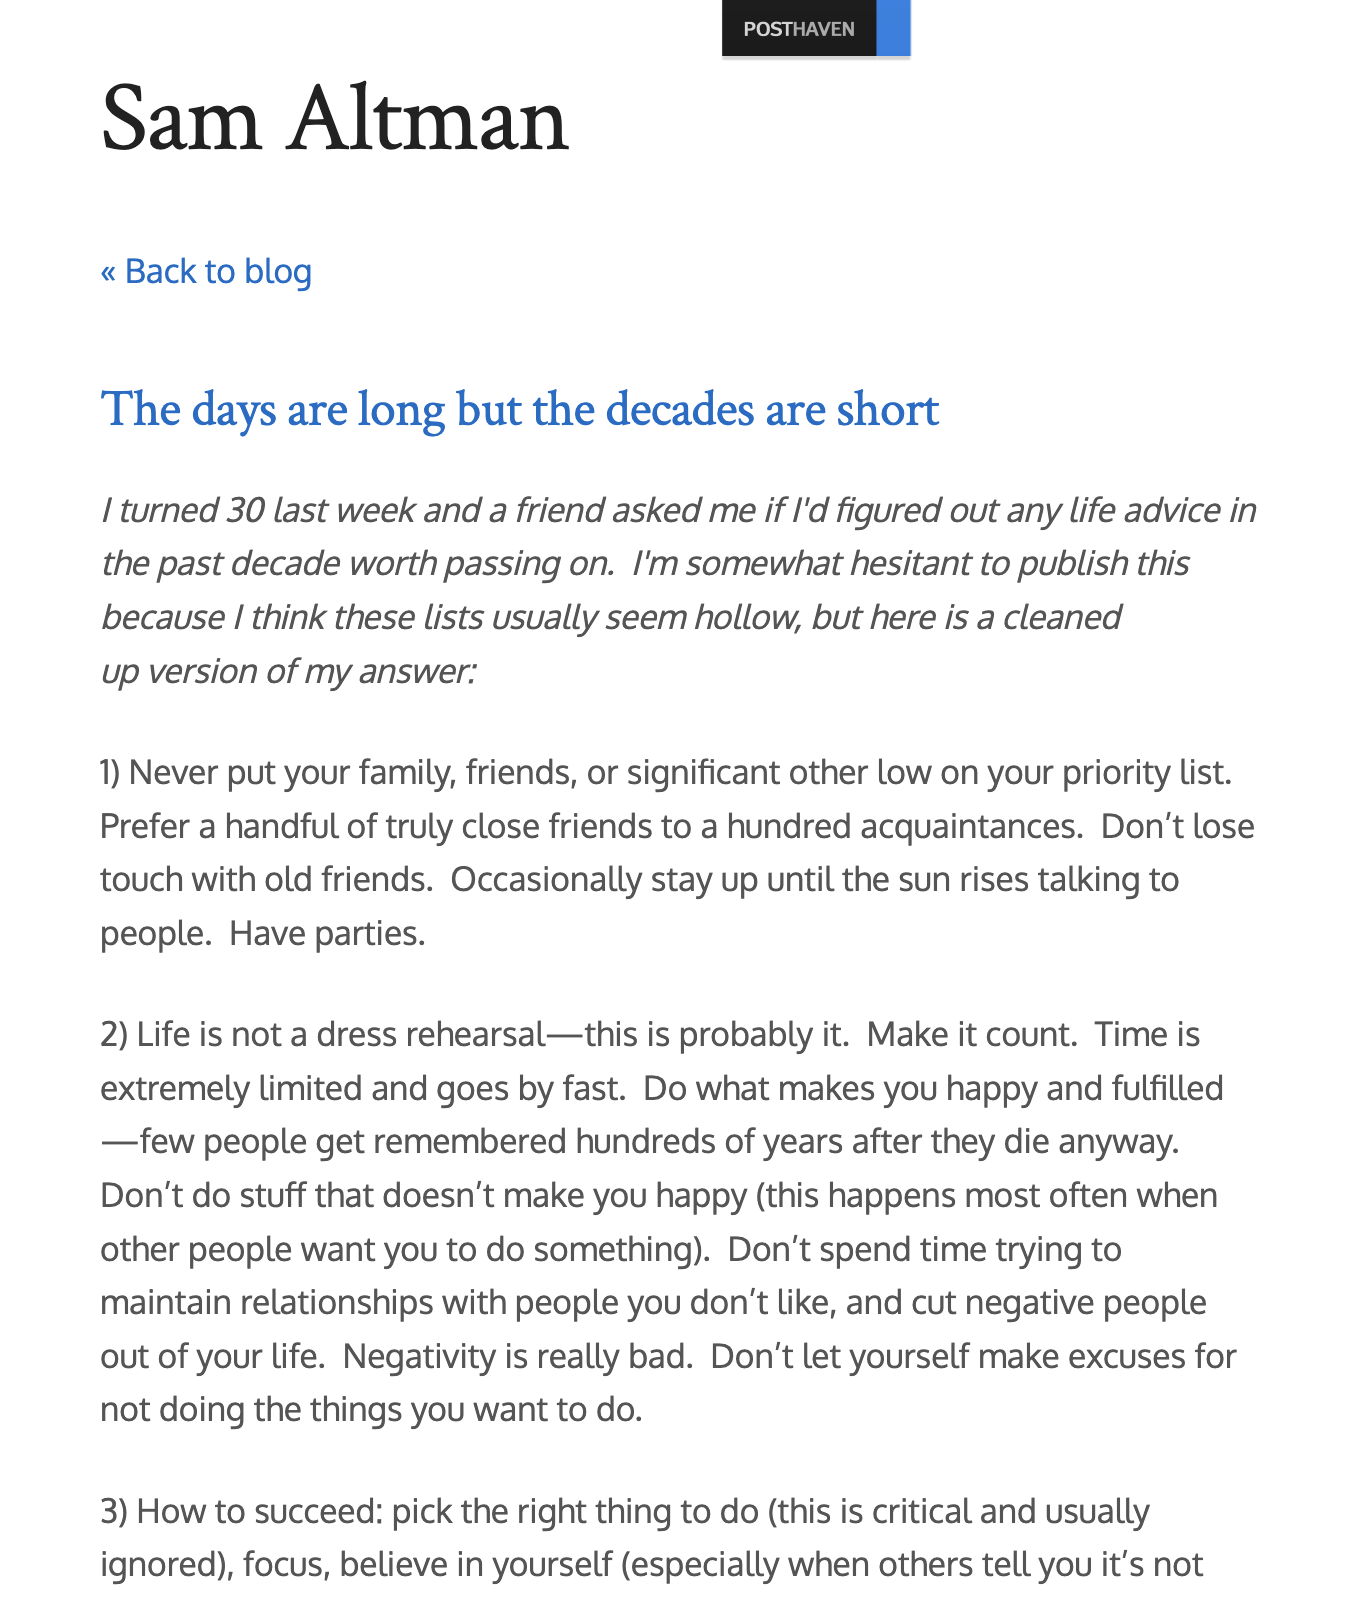 POSTHAVEN
Sam Altman
« Back to blog
The days are long but the decades are short
I turned 30 last week and a friend asked me if I'd figured out any life advice in
the past decade worth passing on.  I'm somewhat hesitant to publish this
because I think these lists usually seem hollow, but here is a cleaned
up version of my answer:
1) Never put your family, friends, or significant other low on your priority list.
Prefer a handful of truly close friends to a hundred acquaintances.  Don’t lose
touch with old friends.  Occasionally stay up until the sun rises talking to
people.  Have parties.
2) Life is not a dress rehearsal—this is probably it.  Make it count.  Time is
extremely limited and goes by fast.  Do what makes you happy and fulfilled
—few people get remembered hundreds of years after they die anyway.
Don’t do stuff that doesn’t make you happy (this happens most often when
other people want you to do something).  Don’t spend time trying to
maintain relationships with people you don’t like, and cut negative people
out of your life.  Negativity is really bad.  Don’t let yourself make excuses for
not doing the things you want to do.
3) How to succeed: pick the right thing to do (this is critical and usually
ignored), focus, believe in yourself (especially when others tell you it’s not